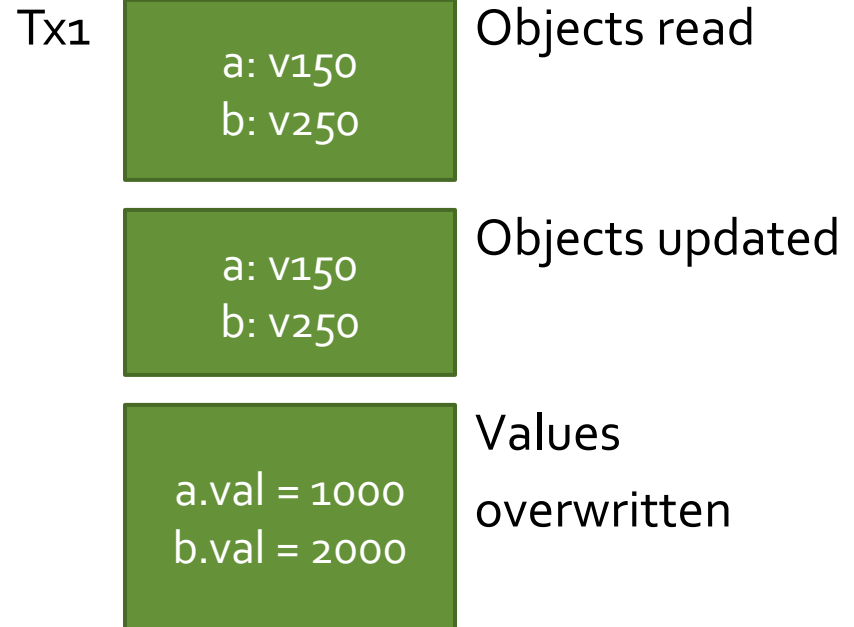 Tx1
a: v150
b: v250
Objects read
a: v150
b: v250
Objects updated
a.val = 1000
b.val = 2000
Values
overwritten